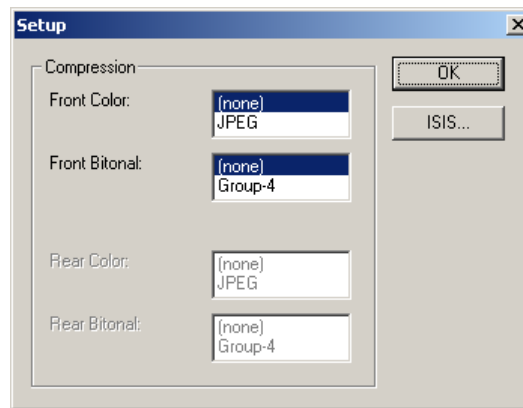 Setup
Compression
Front Color:
(none)
JPEG
Front Bitonal:
(none)
Group-4
Rear Color:
(none)
JPEG
Rear Bitonal:
(none)
Group-4
OK
ISIS...